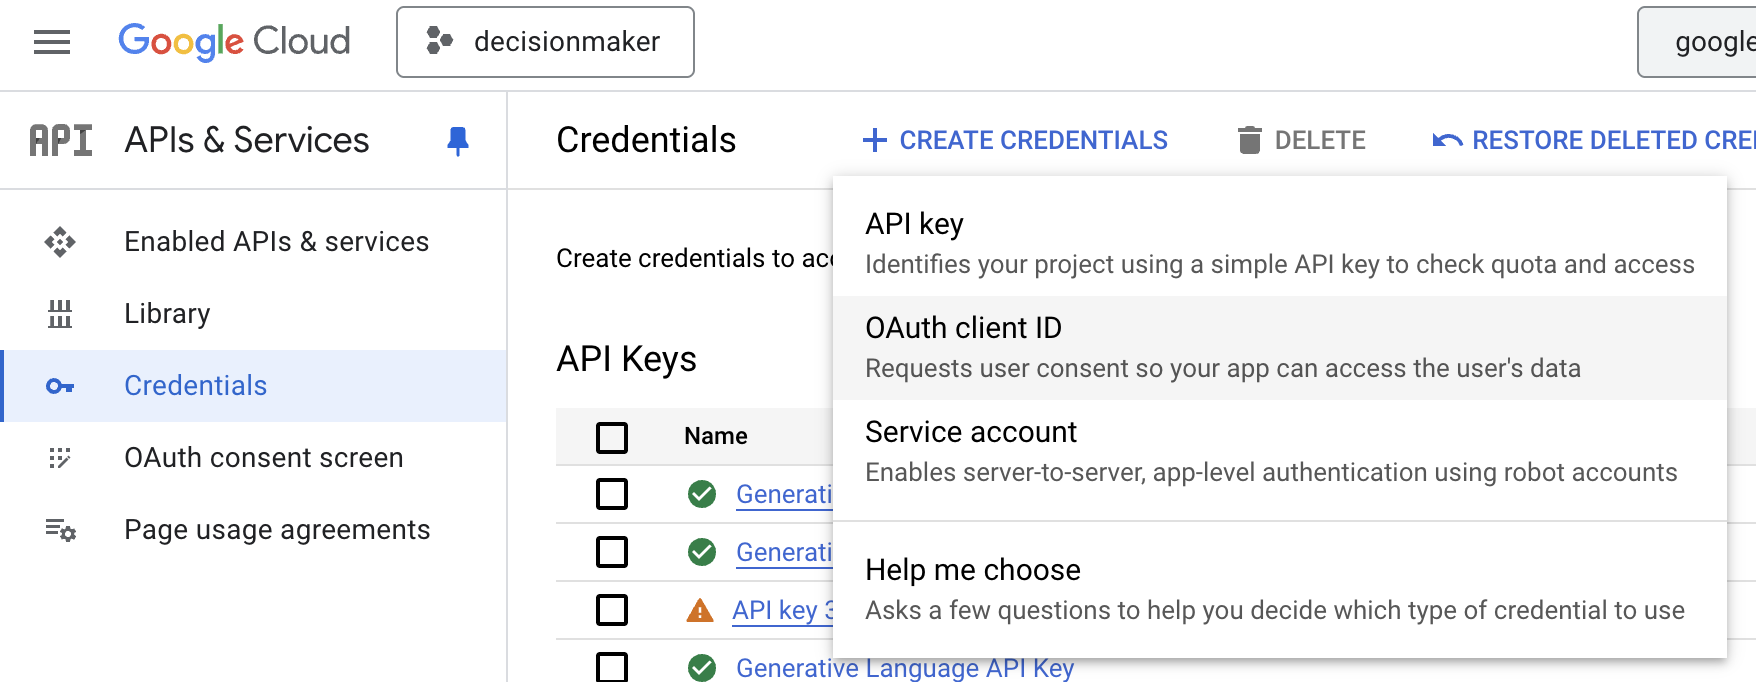 Google Cloud
decisionmaker
google
API
APIs & Services
Credentials
+ CREATE CREDENTIALS
DELETE
RESTORE DELETED CRE
Enabled APIs & services
Library
Credentials
OAuth consent screen
Page usage agreements
Create credentials to acc
API key
Identifies your project using a simple API key to check quota and access
OAuth client ID
Requests user consent so your app can access the user's data
Service account
Enables server-to-server, app-level authentication using robot accounts
Help me choose
Asks a few questions to help you decide which type of credential to use
API Keys
Name
Generati
Generati
API key 3
Generative Language API Key